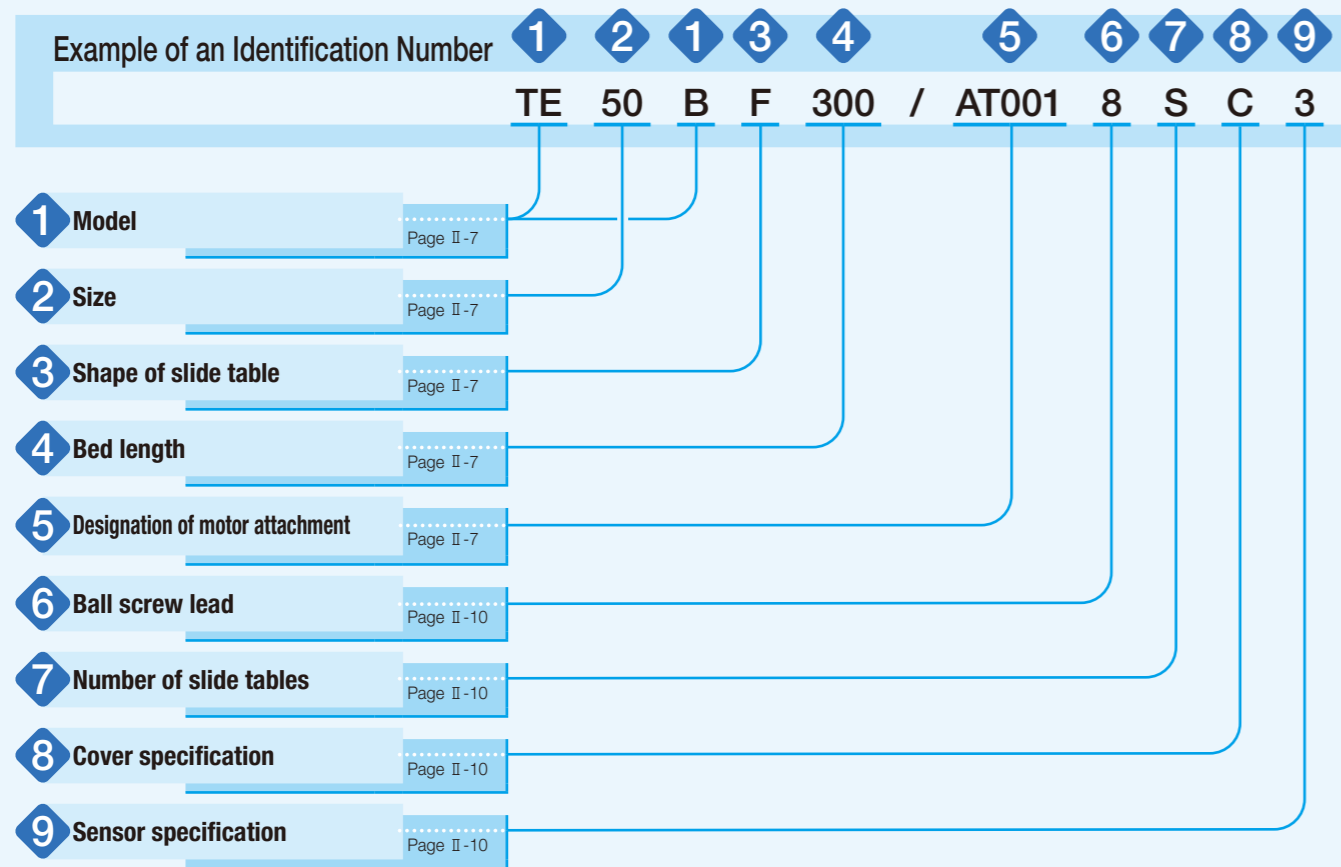 1 2 1 3 4 5 6 7 8 9
Example of an Identification Number
TE 50 B F 300 / AT001 8 S C 3
1 Model Page Ⅱ-7
2 Size Page Ⅱ-7
3 Shape of slide table Page Ⅱ-7
4 Bed length Page Ⅱ-7
5 Designation of motor attachment Page Ⅱ-7
6 Ball screw lead Page Ⅱ-10
7 Number of slide tables Page Ⅱ-10
8 Cover specification Page Ⅱ-10
9 Sensor specification Page Ⅱ-10